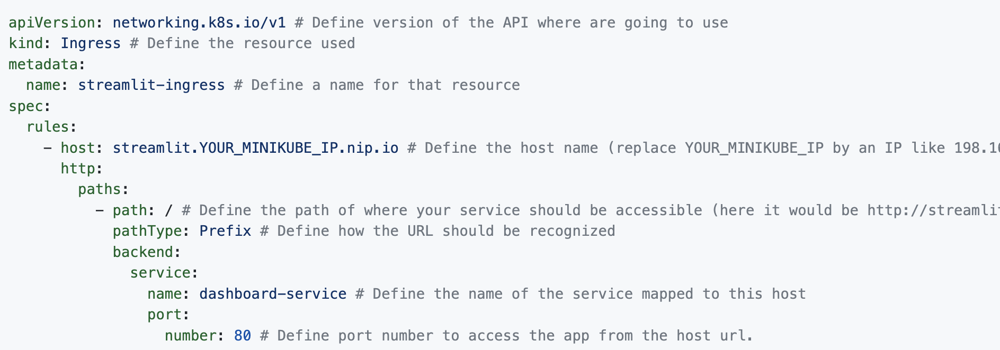 apiVersion: networking.k8s.io/v1 # Define version of the API where are going to use
kind: Ingress # Define the resource used
metadata:
  name: streamlit-ingress # Define a name for that resource
spec:
  rules:
    - host: streamlit.YOUR_MINIKUBE_IP.nip.io # Define the host name (replace YOUR_MINIKUBE_IP by an IP like 198.16
      http:
        paths:
          - path: / # Define the path of where your service should be accessible (here it would be http://streamlit
            pathType: Prefix # Define how the URL should be recognized
            backend:
              service:
                name: dashboard-service # Define the name of the service mapped to this host
                port:
                  number: 80 # Define port number to access the app from the host url.